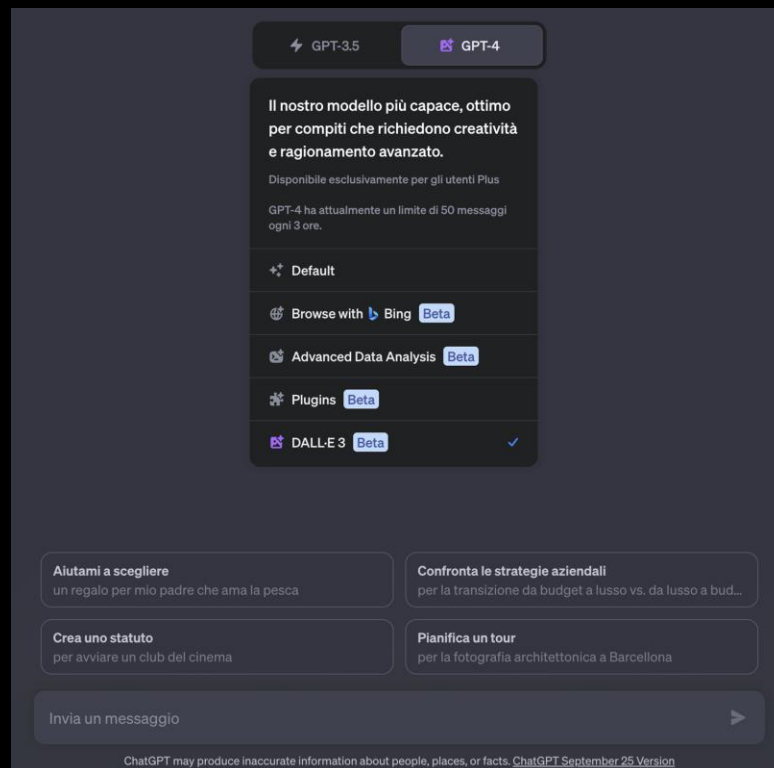 GPT-3.5
GPT-4
Il nostro modello più capace, ottimo
per compiti che richiedono creatività
e ragionamento avanzato.
Disponibile esclusivamente per gli utenti Plus
GPT-4 ha attualmente un limite di 50 messaggi
ogni 3 ore.
Default
Browse with Bing Beta
Advanced Data Analysis Beta
Plugins Beta
DALL·E 3 Beta
Aiutami a scegliere
un regalo per mio padre che ama la pesca
Confronta le strategie aziendali
per la transizione da budget a lusso vs. da lusso a bud...
Crea uno statuto
per avviare un club del cinema
Pianifica un tour
per la fotografia architettonica a Barcellona
Invia un messaggio
ChatGPT may produce inaccurate information about people, places, or facts. ChatGPT September 25 Version